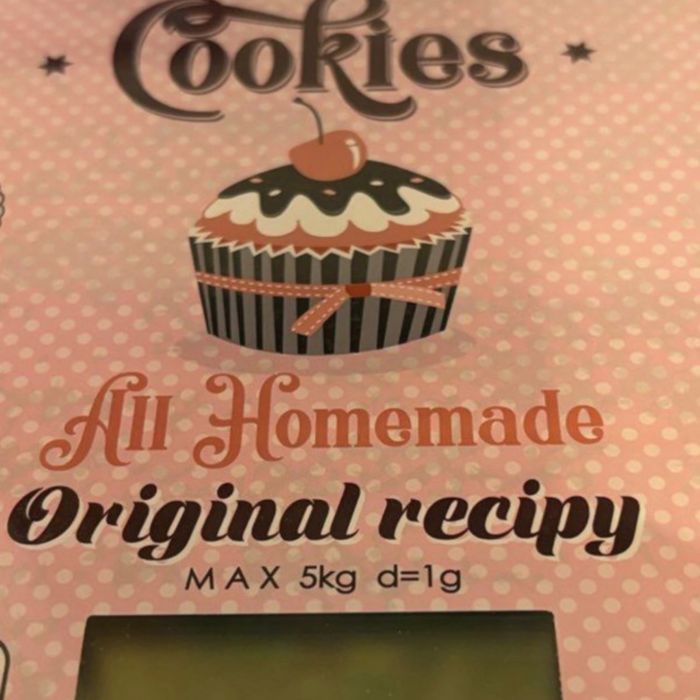 Cookies
All Homemade
Original recipy
MAX 5kg d=1g